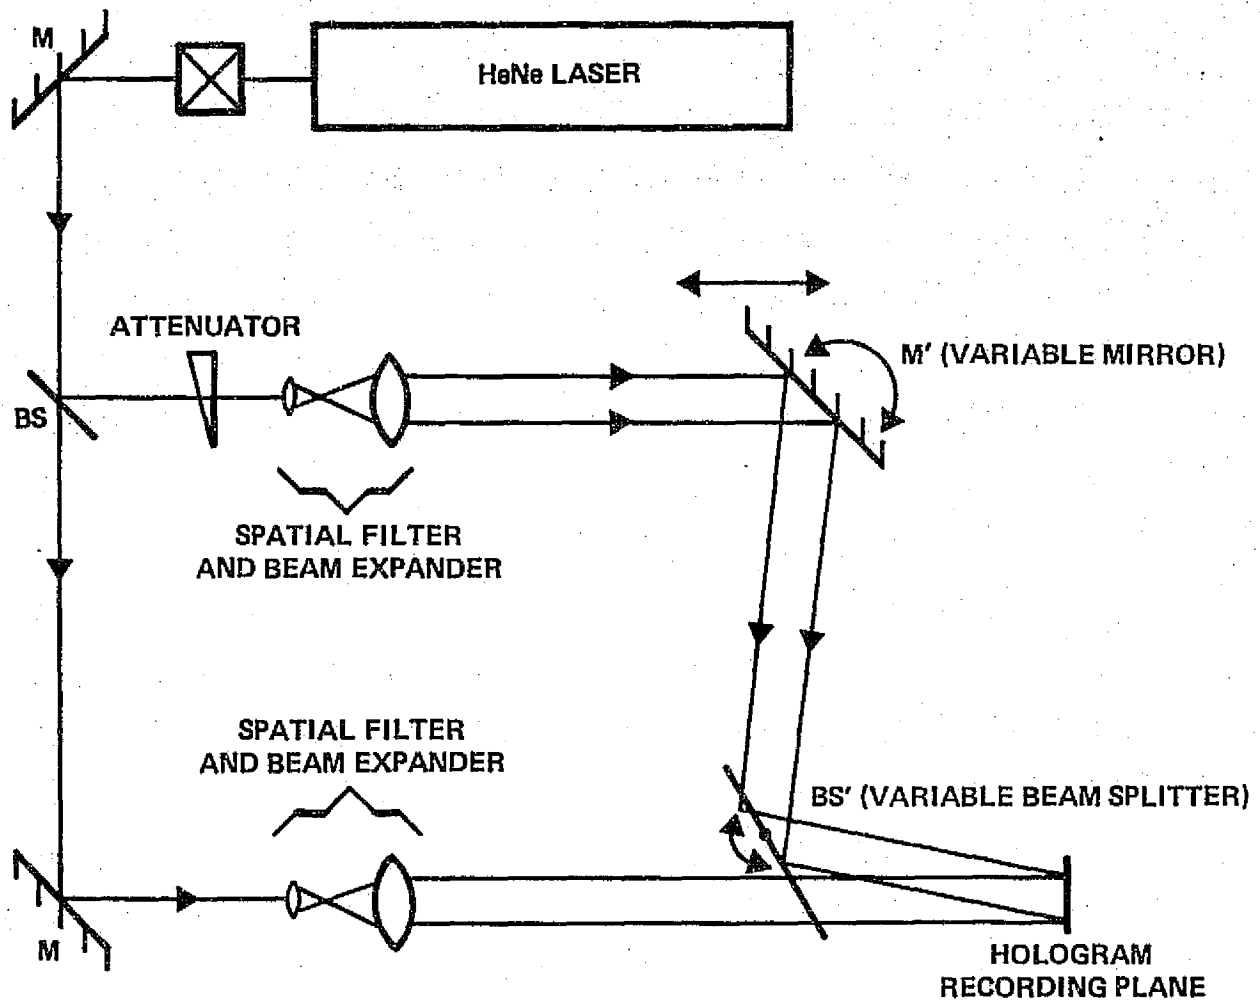 M
HeNe LASER
ATTENUATOR
M' (VARIABLE MIRROR)
BS
SPATIAL FILTER
AND BEAM EXPANDER
SPATIAL FILTER
AND BEAM EXPANDER
BS' (VARIABLE BEAM SPLITTER)
M
HOLOGRAM
RECORDING PLANE